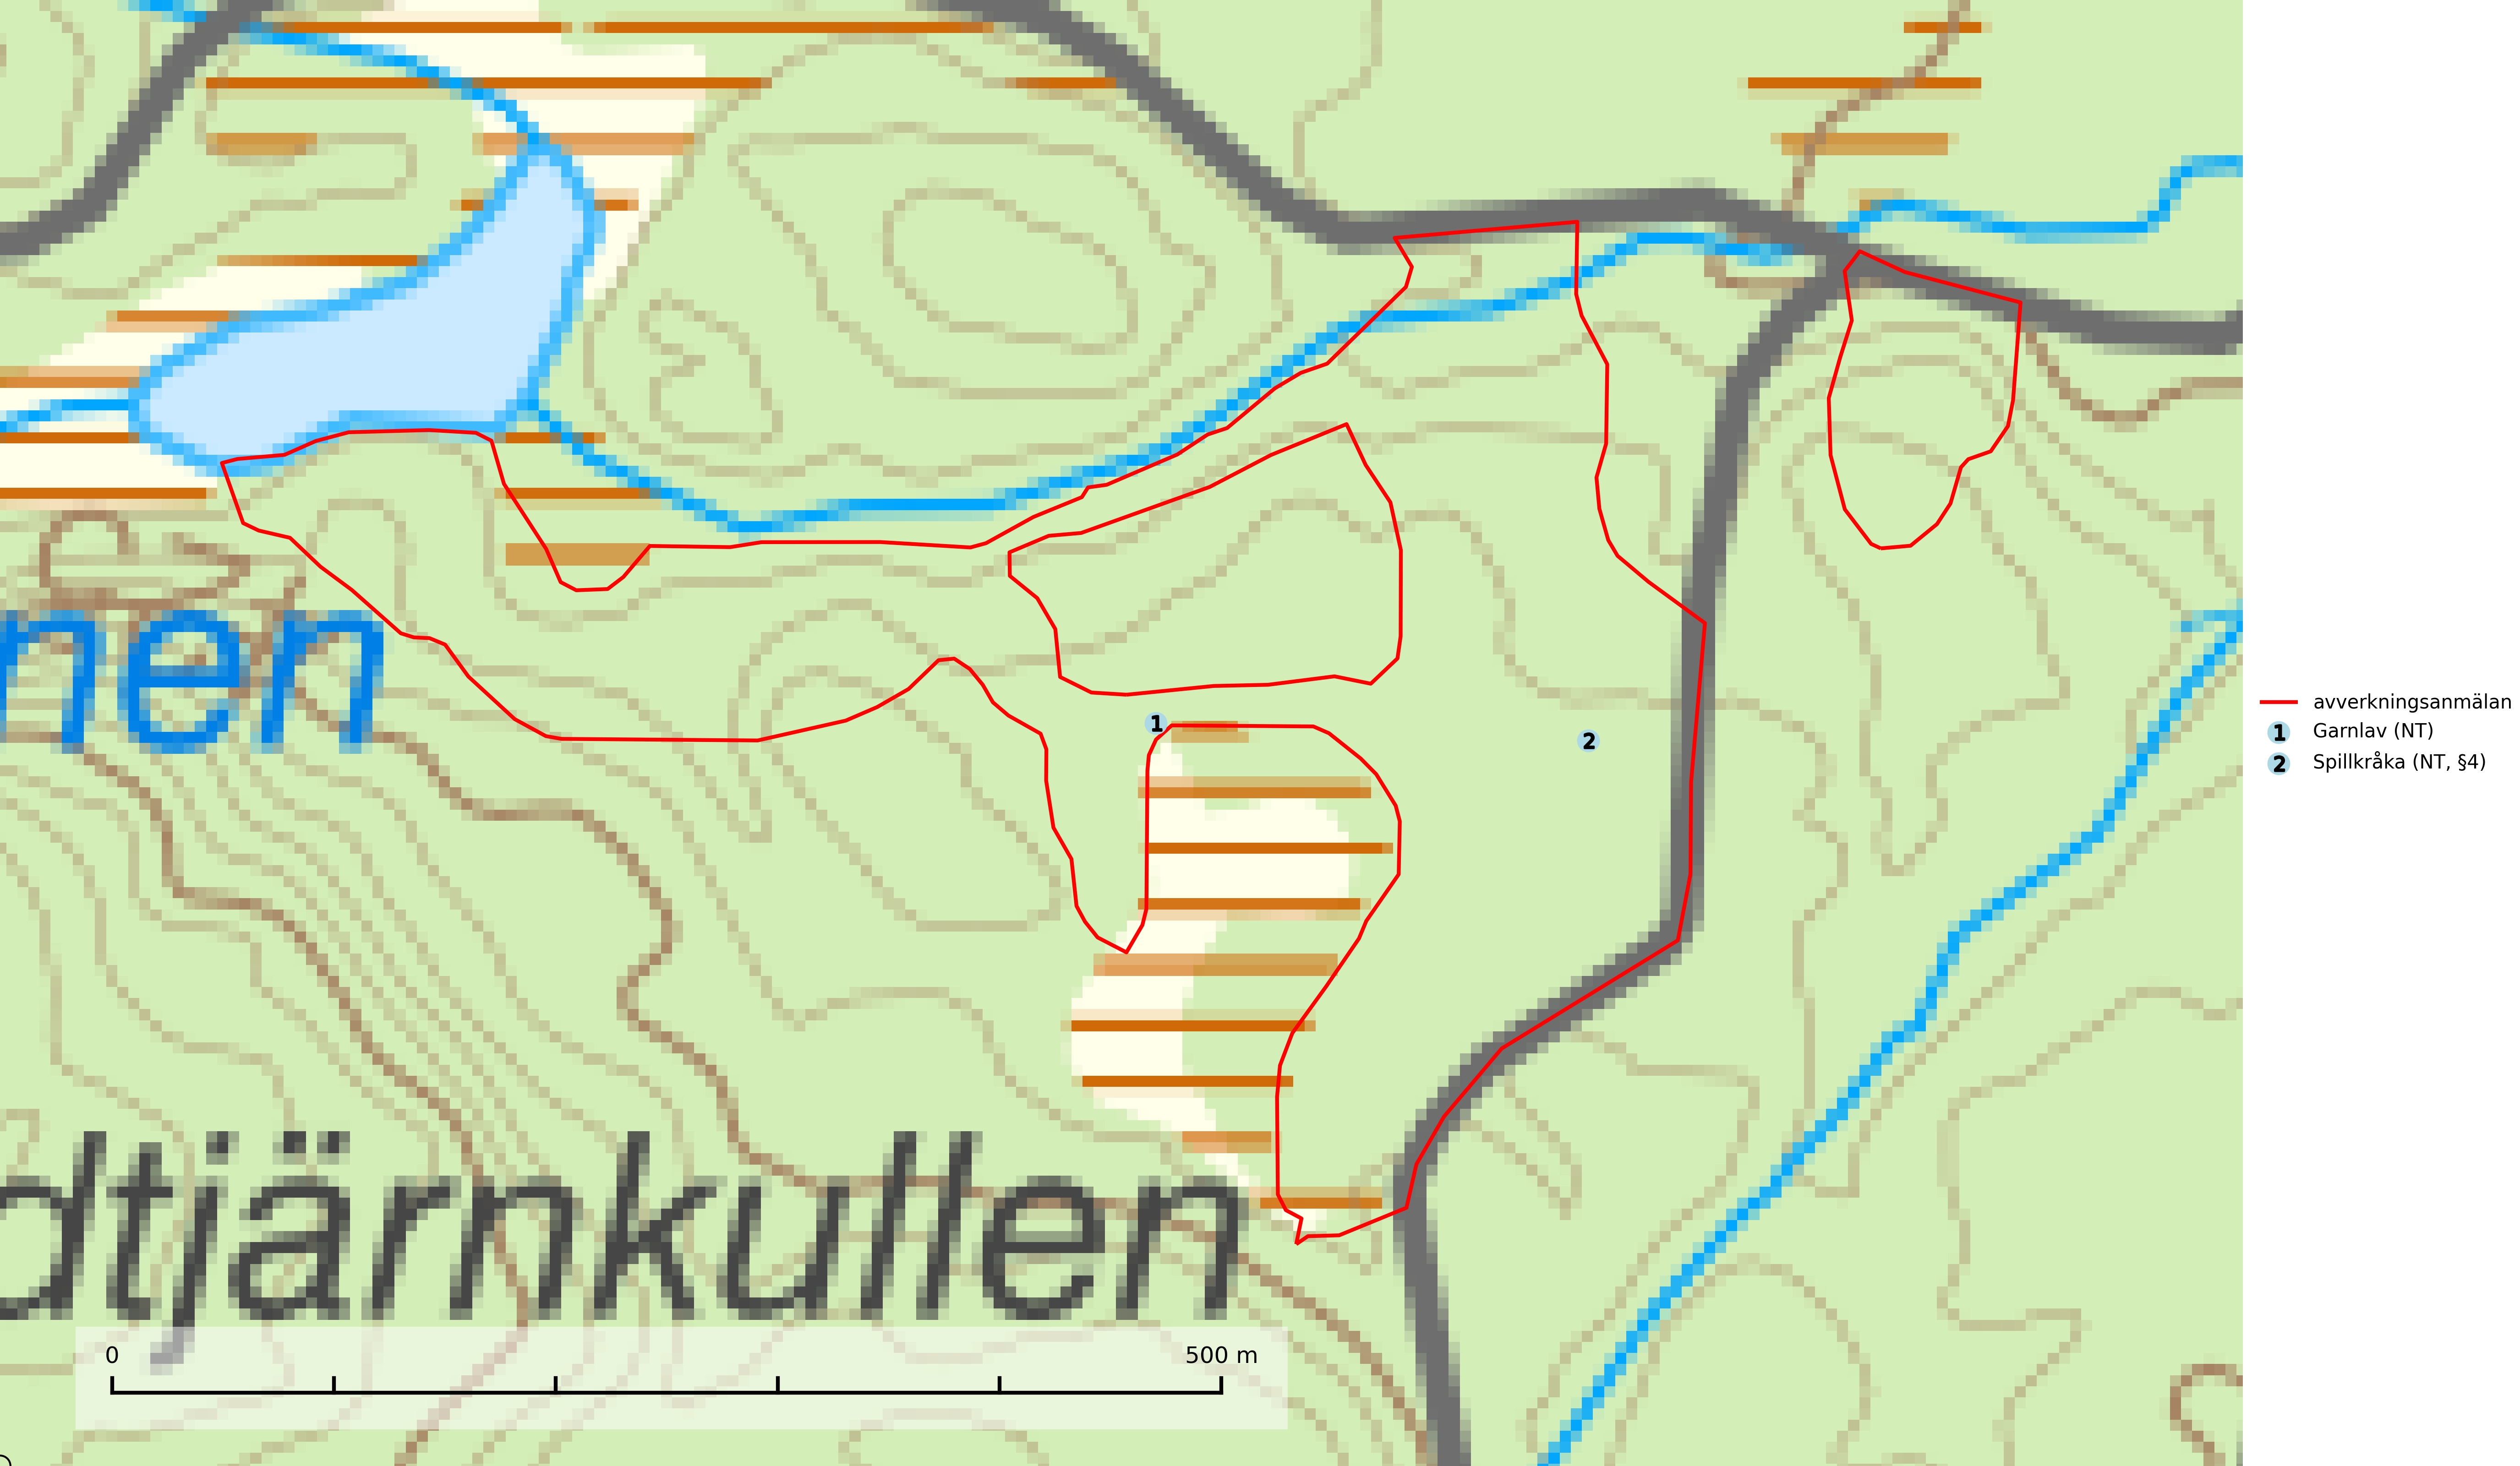 nen
1
2
avverkningsanmälan
1 Garnlav (NT)
2 Spillkråka (NT, §4)
dtjärnkullen
0 500 m